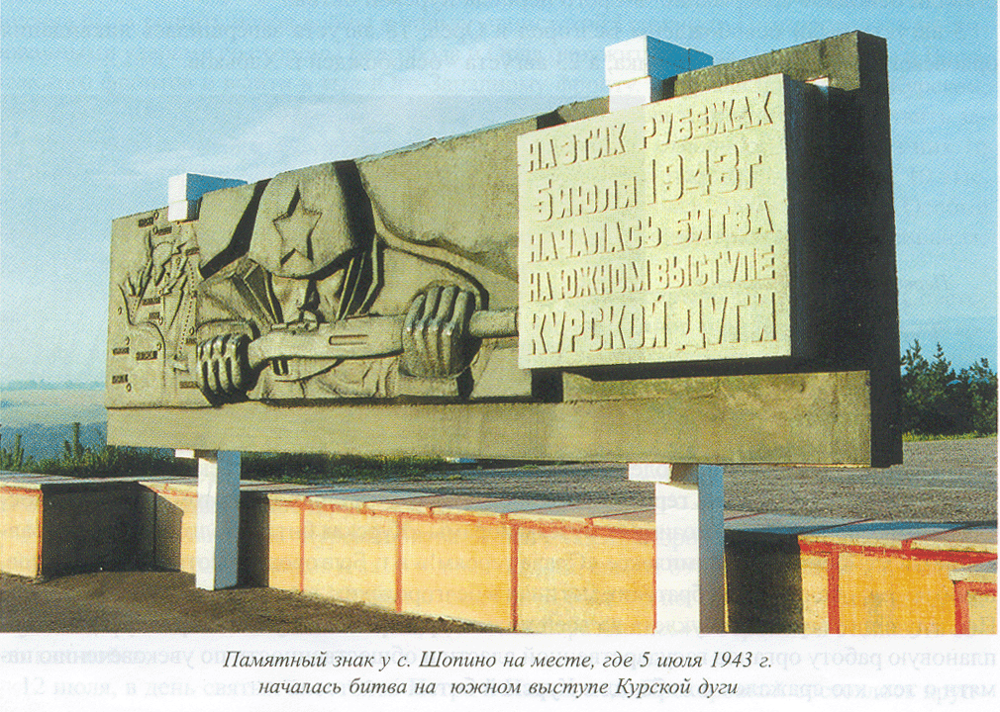 НА ЭТИХ РУБЕЖАХ
5 ИЮЛЯ 1943г
НАЧАЛАСЬ БИТВА
НА ЮЖНОМ ВЫСТУПЕ
КУРСКОЙ ДУГИ
Памятный знак у с. Шопино на месте, где 5 июля 1943 г.
началась битва на южном выступе Курской дуги